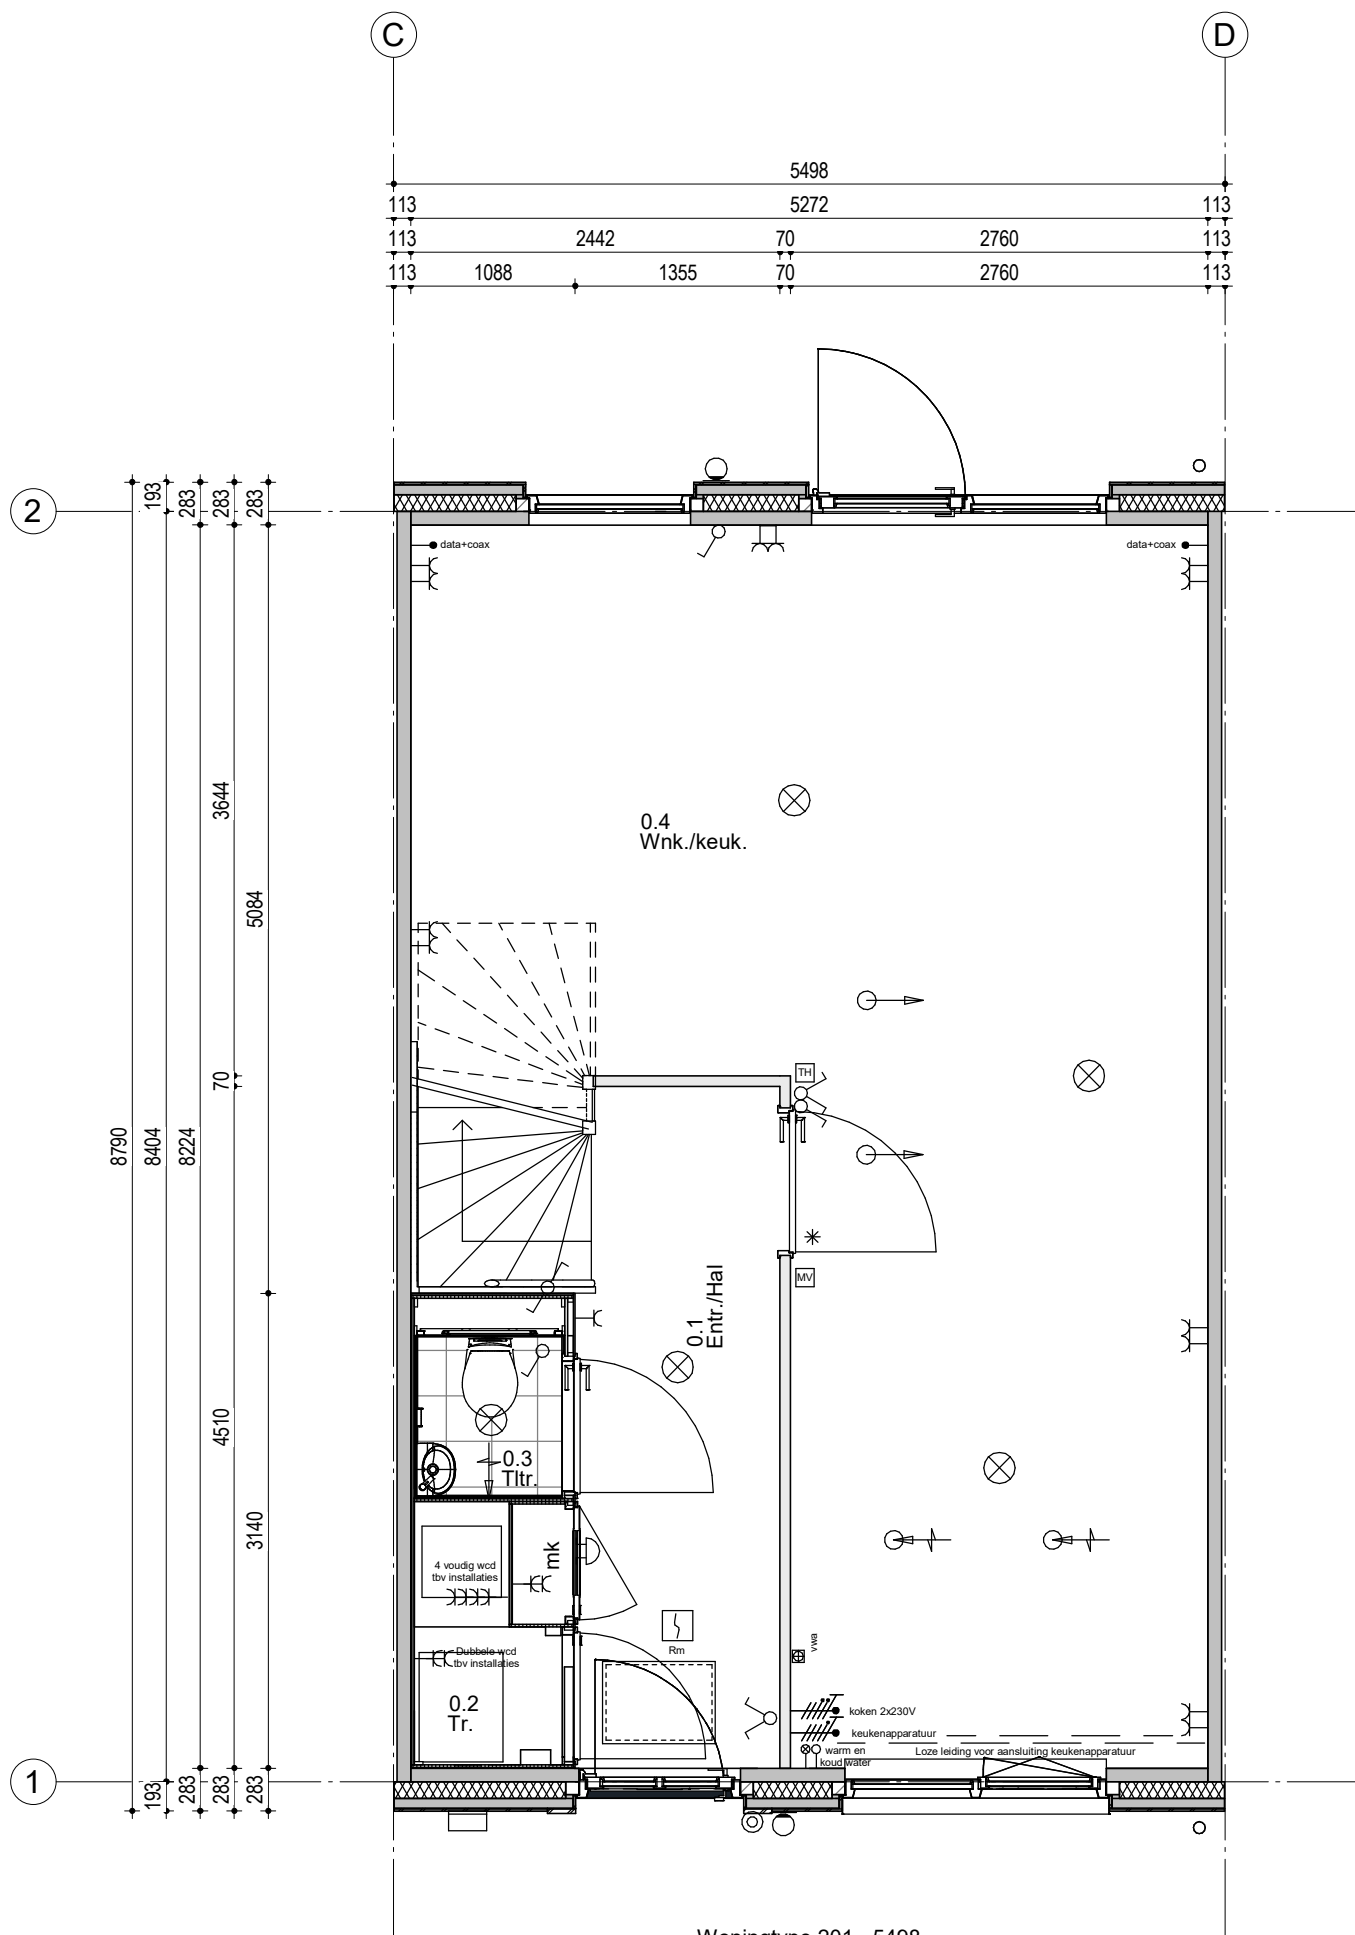 C
D
5498
113
5272
113
113
2442
70
2760
113
113
1088
1355
70
2760
113
2
193
283
283
283
data+coax
data+coax
3644
0.4
Wnk./keuk.
5084
70
TH
8790
8404
8224
MV
0.1
Entr./Hal
4510
0.3
Tltr.
3140
4 voudig wcd
tbv installaties
mk
Rm
vwa
Dubbele wcd
tbv installaties
0.2
Tr.
koken 2x230V
keukenapparatuur
warm en
koud water
Loze leiding voor aansluiting keukenapparatuur
1
193
283
283
283
Woningtype 201 - 5498